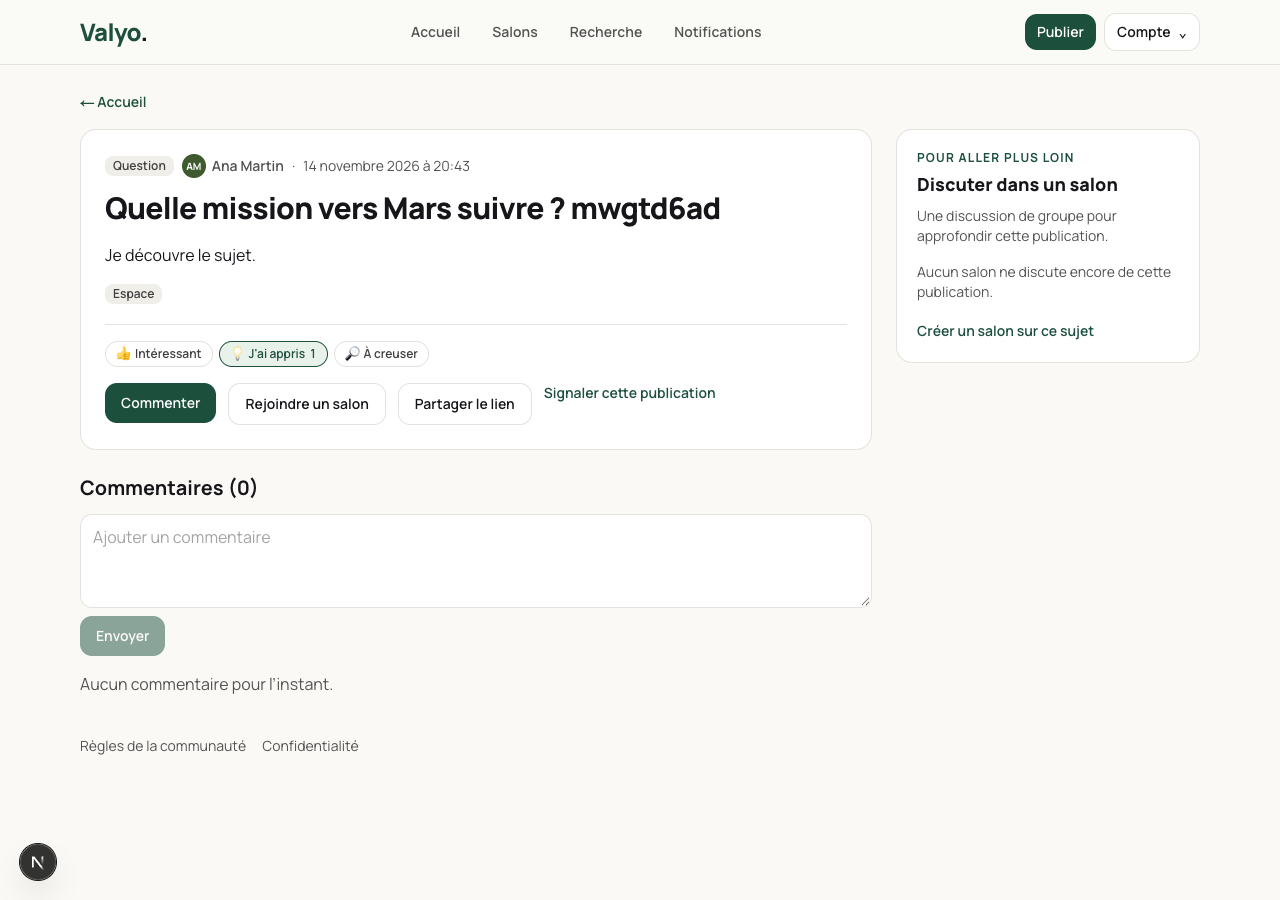 Valyo.
Accueil Salons Recherche Notifications
Publier Compte
← Accueil
Question AM Ana Martin · 14 novembre 2026 à 20:43
Quelle mission vers Mars suivre ? mwgtd6ad
Je découvre le sujet.
Espace
👍 Intéressant 💡 J'ai appris 1 🔎 À creuser
Commenter Rejoindre un salon Partager le lien Signaler cette publication
POUR ALLER PLUS LOIN
Discuter dans un salon
Une discussion de groupe pour
approfondir cette publication.
Aucun salon ne discute encore de cette
publication.
Créer un salon sur ce sujet
Commentaires (0)
Ajouter un commentaire
Envoyer
Aucun commentaire pour l’instant.
Règles de la communauté Confidentialité
N